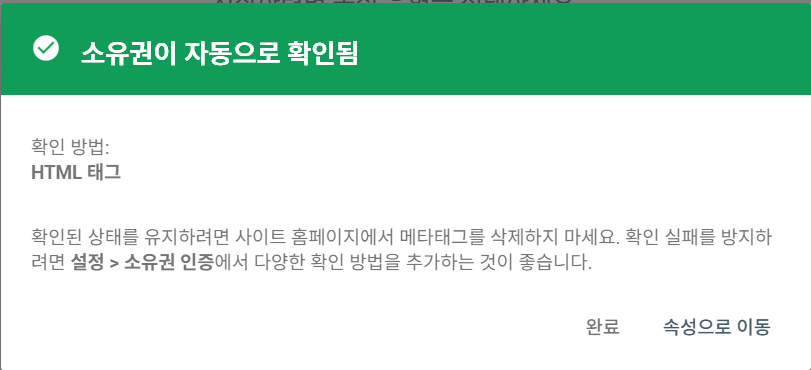 소유권이 자동으로 확인됨
확인 방법:
HTML 태그
확인된 상태를 유지하려면 사이트 홈페이지에서 메타태그를 삭제하지 마세요. 확인 실패를 방지하
려면 설정 > 소유권 인증에서 다양한 확인 방법을 추가하는 것이 좋습니다.
완료
속성으로 이동